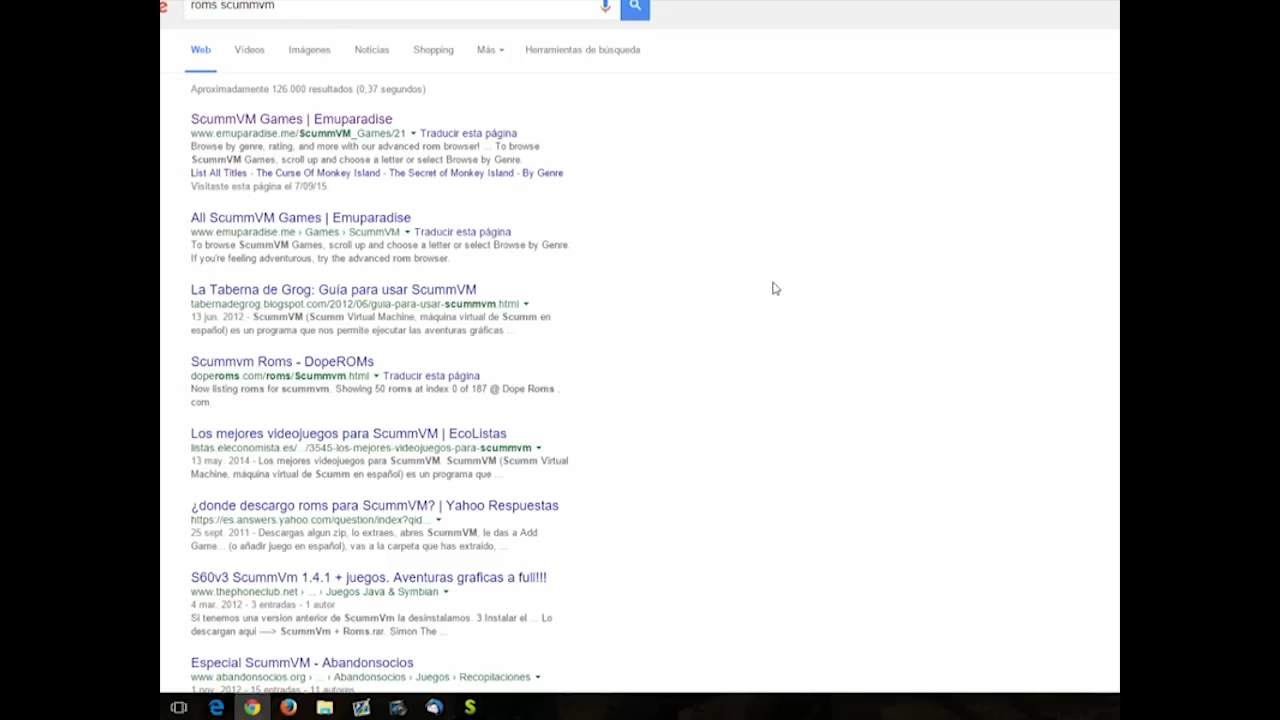 e
roms scummvm
Web Vídeos Imágenes Noticias Shopping Más Herramientas de búsqueda
Aproximadamente 126.000 resultados (0,37 segundos)
ScummVM Games | Emuparadise
www.emuparadise.me/ScummVM_Games/21 Traducir esta página
Browse by genre, rating, and more with our advanced rom browser! ... To browse
ScummVM Games, scroll up and choose a letter or select Browse by Genre.
List All Titles - The Curse Of Monkey Island - The Secret of Monkey Island - By Genre
Visitaste esta página el 7/09/15.
All ScummVM Games | Emuparadise
www.emuparadise.me › Games › ScummVM Traducir esta página
To browse ScummVM Games, scroll up and choose a letter or select Browse by Genre.
If you're feeling adventurous, try the advanced rom browser.
La Taberna de Grog: Guía para usar ScummVM
tabernadegrog.blogspot.com/2012/06/guia-para-usar-scummvm.html
13 jun. 2012 - ScummVM (Scumm Virtual Machine, máquina virtual de Scumm en
español) es un programa que nos permite ejecutar las aventuras gráficas ...
Scummvm Roms - DopeROMs
doperoms.com/roms/Scummvm.html Traducir esta página
Now listing roms for scummvm. Showing 50 roms at index 0 of 187 @ Dope Roms .
com.
Los mejores videojuegos para ScummVM | EcoListas
listas.eleconomista.es/.../3545-los-mejores-videojuegos-para-scummvm
13 may. 2014 - Los mejores videojuegos para ScummVM. ScummVM (Scumm Virtual
Machine, máquina virtual de Scumm en español) es un programa que ...
¿donde descargo roms para ScummVM? | Yahoo Respuestas
https://es.answers.yahoo.com/question/index?qid...
25 sept. 2011 - Descargas algun zip, lo extraes, abres ScummVM, le das a Add
Game... (o añadir juego en español), vas a la carpeta que has extraido, ...
S60v3 ScummVm 1.4.1 + juegos. Aventuras graficas a full!!!
www.thephoneclub.net › ... › Juegos Java & Symbian
4 mar. 2012 - 3 entradas - 1 autor
Si tenemos una version anterior de ScummVm la desinstalamos. 3.Instalar el ... Lo
descargan aqui ----> ScummVm + Roms.rar. Simon The ...
Especial ScummVM - Abandonsocios
www.abandonsocios.org › ... › Abandonsocios › Juegos › Recopilaciones
1 nov. 2012 - 15 entradas - 11 autores